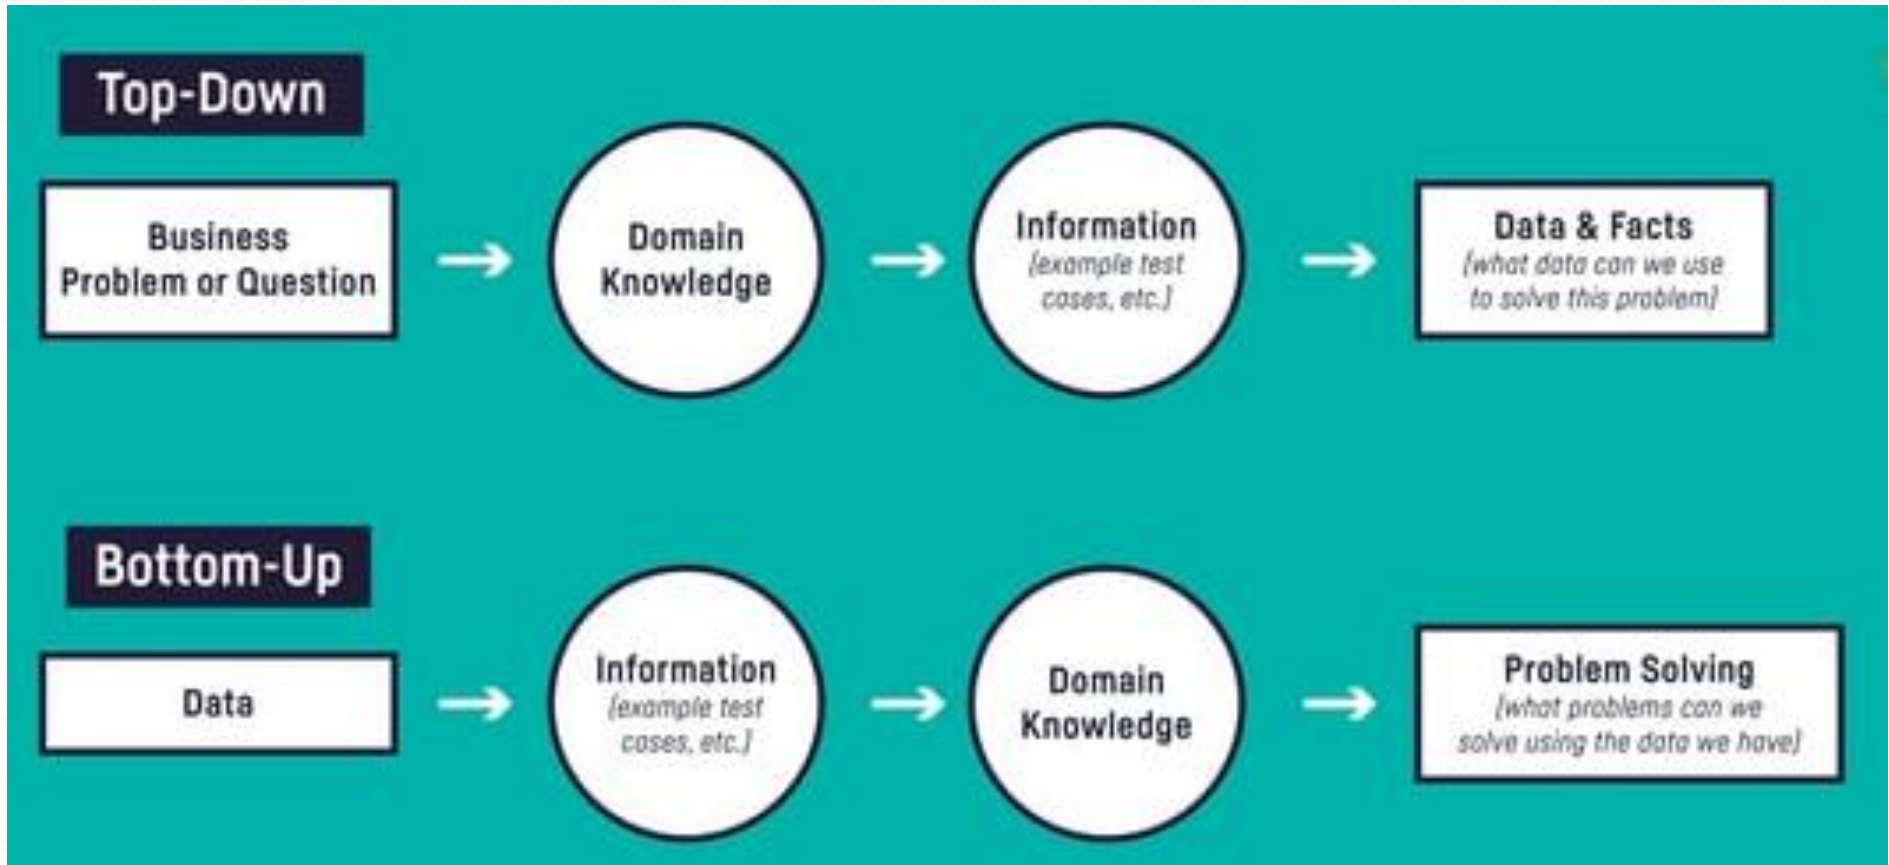 Top-Down
Business
Problem or Question
Domain
Knowledge
Information
(example test
cases, etc.)
Data & Facts
(what data can we use
to solve this problem)
Bottom-Up
Data
Information
(example test
cases, etc.)
Domain
Knowledge
Problem Solving
(what problems can we
solve using the data we have)